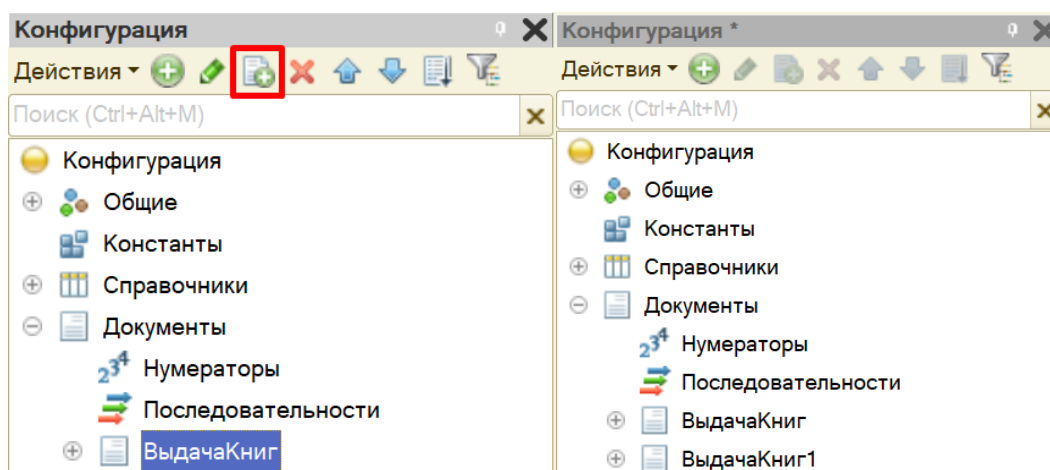 Конфигурация
Действия
Поиск (Ctrl+Alt+M)
Конфигурация
Общие
Константы
Справочники
Документы
Нумераторы
Последовательности
ВыдачаКниг
Конфигурация *
Действия
Поиск (Ctrl+Alt+M)
Конфигурация
Общие
Константы
Справочники
Документы
Нумераторы
Последовательности
ВыдачаКниг
ВыдачаКниг1